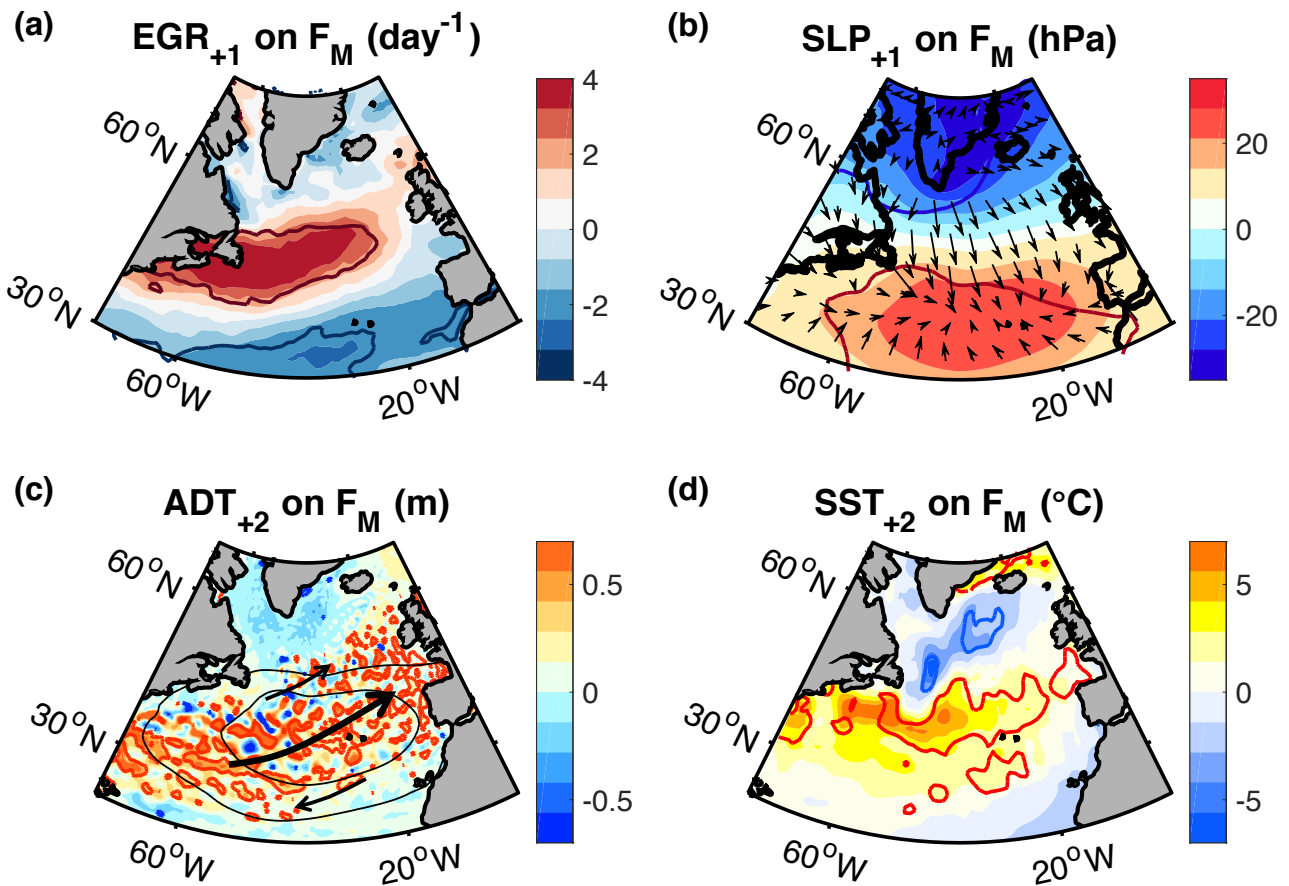 (a)
EGR+1 on FM (day-1)
60oN
30oN
60oW
20oW
4
2
0
-2
-4
(b)
SLP+1 on FM (hPa)
60oN
30oN
60oW
20oW
20
0
-20
(c)
ADT+2 on FM (m)
60oN
30oN
60oW
20oW
0.5
0
-0.5
(d)
SST+2 on FM (°C)
60oN
30oN
60oW
20oW
5
0
-5